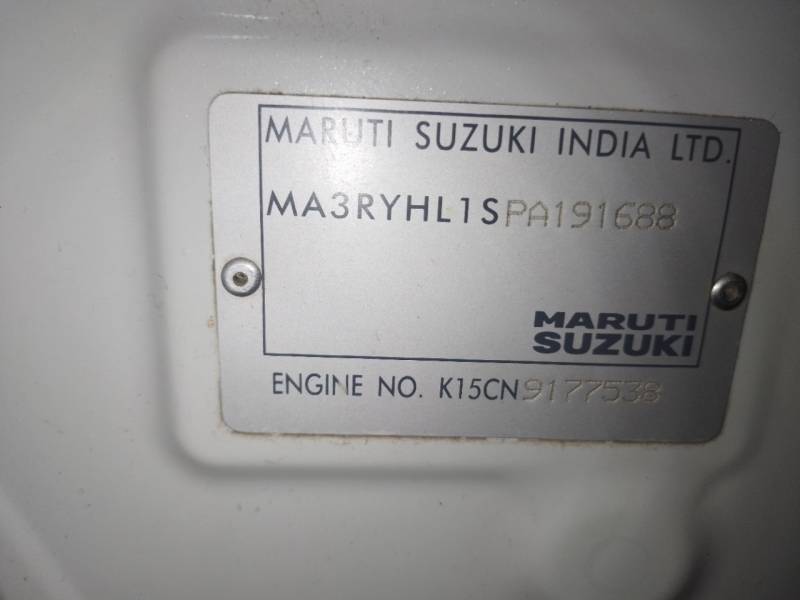 MARUTI SUZUKI INDIA LTD.
MA3RYHL1SPA191688
MARUTI
SUZUKI
ENGINE NO. K15CN9177538